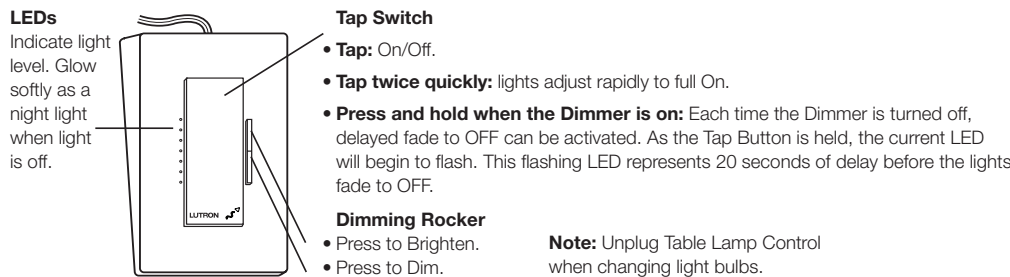 LEDs
Indicate light
level. Glow
softly as a
night light
when light
is off.
LUTRON
Tap Switch
• Tap: On/Off.
• Tap twice quickly: lights adjust rapidly to full On.
• Press and hold when the Dimmer is on: Each time the Dimmer is turned off,
delayed fade to OFF can be activated. As the Tap Button is held, the current LED
will begin to flash. This flashing LED represents 20 seconds of delay before the lights
fade to OFF.
Dimming Rocker
• Press to Brighten.
• Press to Dim.
Note: Unplug Table Lamp Control
when changing light bulbs.